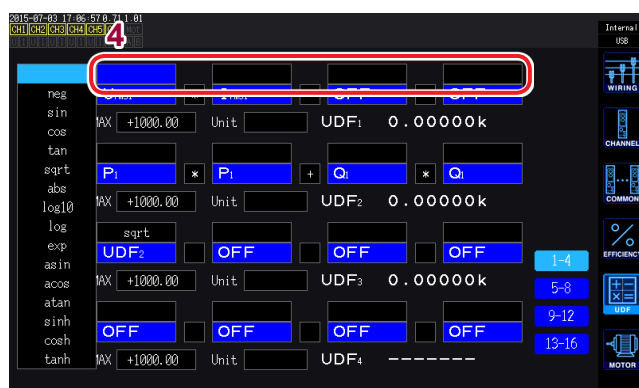 2015-07-03 17:06:57 0.71 1.01
Internal
USB
CH1 CH2 CH3 CH4 CH5
4
WIRING
neg
sin
cos
tan
sqrt
abs
log10
log
exp
asin
acos
atan
sinh
cosh
tanh
* OFF OFF
MAX +1000.00 Unit UDF1 0.00000k
CHANNEL
P1 * P1 + Q1 * Q1
MAX +1000.00 Unit UDF2 0.00000k
COMMON
sqrt
UDF2 OFF OFF OFF
EFFICIENCY
1-4
MAX +1000.00 Unit UDF3 0.00000k
5-8
UDF
9-12
OFF OFF OFF OFF
13-16
MAX +1000.00 Unit UDF4 -------
MOTOR